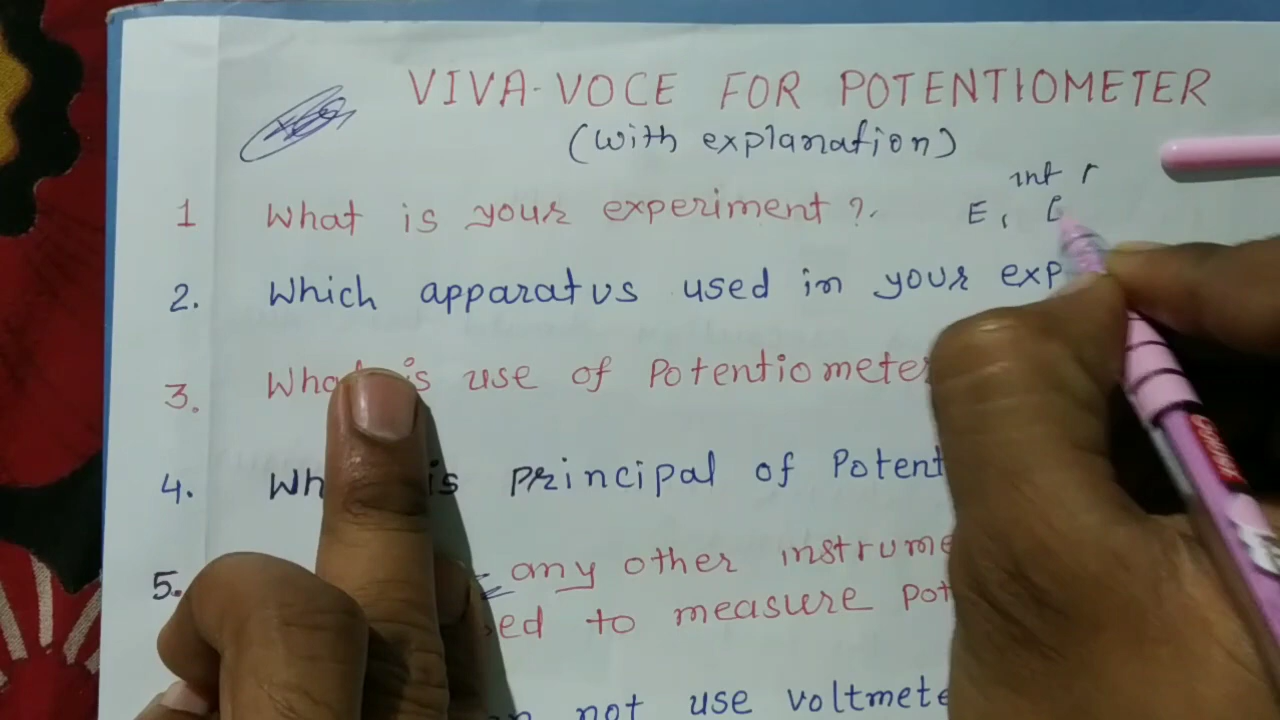 VIVA-VOCE FOR POTENTIOMETER
(with explanation)
int r
1 What is your experiment ?. E,
2. Which apparatus used in your exp
3. is use of Potentiometer
4. is principal of Potent
5. any other instrume
to measure pot
not use voltmete